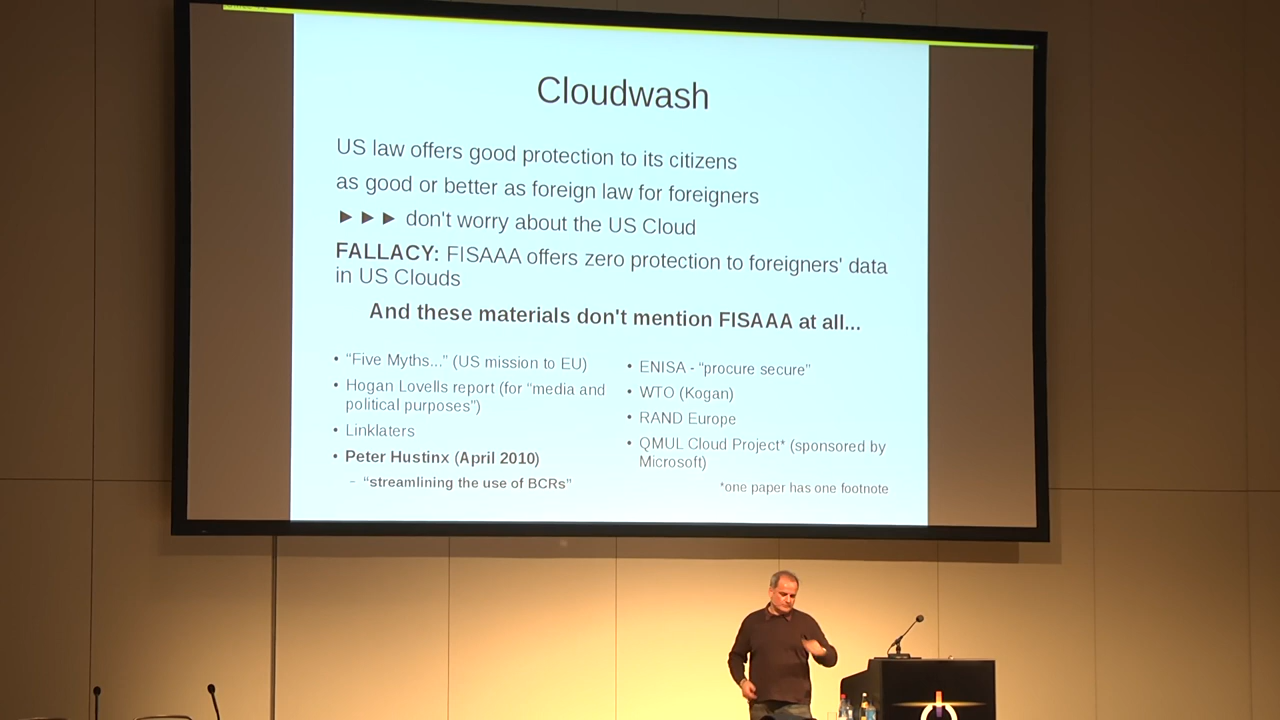 Cloudwash
US law offers good protection to its citizens
as good or better as foreign law for foreigners
►►► don't worry about the US Cloud
FALLACY: FISAAA offers zero protection to foreigners' data
in US Clouds
And these materials don't mention FISAAA at all...
• "Five Myths..." (US mission to EU)
• Hogan Lovells report (for "media and
political purposes")
• Linklaters
• Peter Hustinx (April 2010)
– "streamlining the use of BCRs"
• ENISA - "procure secure"
• WTO (Kogan)
• RAND Europe
• QMUL Cloud Project* (sponsored by
Microsoft)
*one paper has one footnote